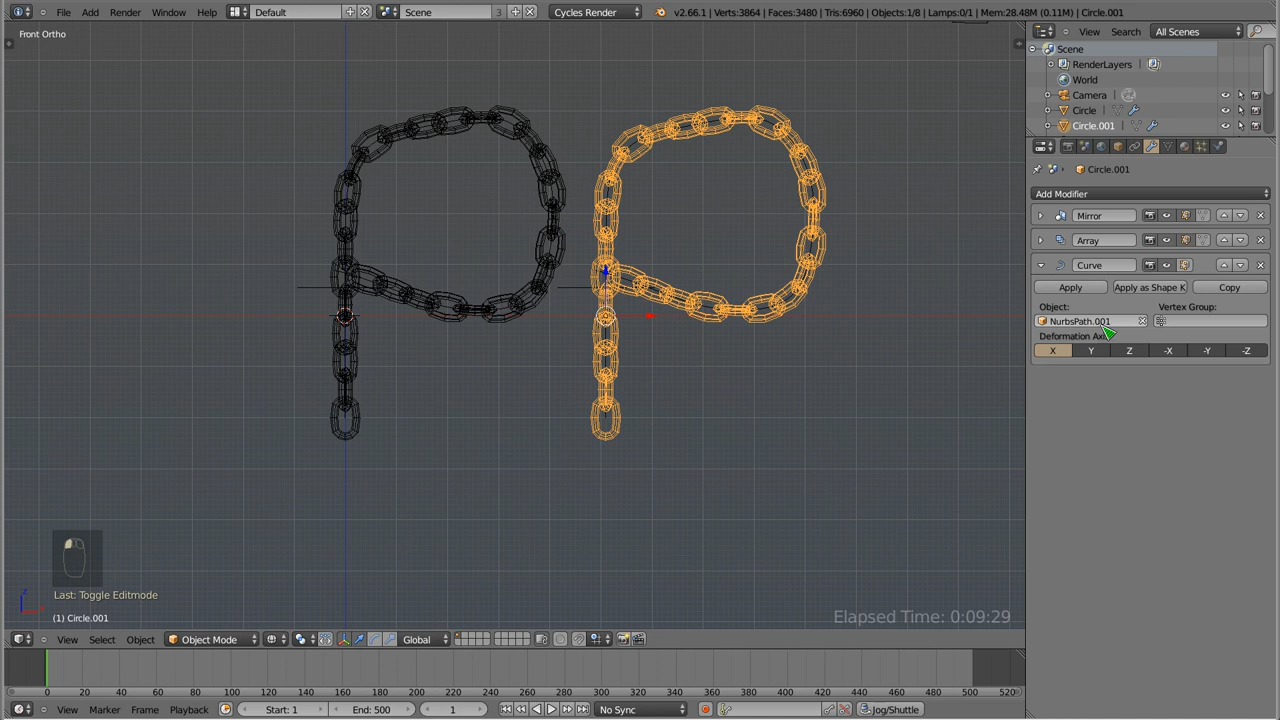 File Add Render Window Help Default Scene 3 Cycles Render v2.66.1 | Verts:3864 | Faces:3480 | Tris:6960 | Objects:1/8 | Lamps:0/1 | Mem:28.48M (0.11M) | Circle.001
Front Ortho
View Search All Scenes
Scene
RenderLayers
World
Camera
Circle
Circle.001
Circle.001
Add Modifier
Mirror
Array
Curve
Apply Apply as Shape K Copy
Object: Vertex Group:
NurbsPath.001
Deformation Axis
X Y Z -X -Y -Z
Last: Toggle Editmode
(1) Circle.001
Elapsed Time: 0:09:29
View Select Object Object Mode Global
0 20 40 60 80 100 120 140 160 180 200 220 240 260 280 300 320 340 360 380 400 420 440 460 480 500 520
View Marker Frame Playback Start: 1 End: 500 1 No Sync Jog/Shuttle